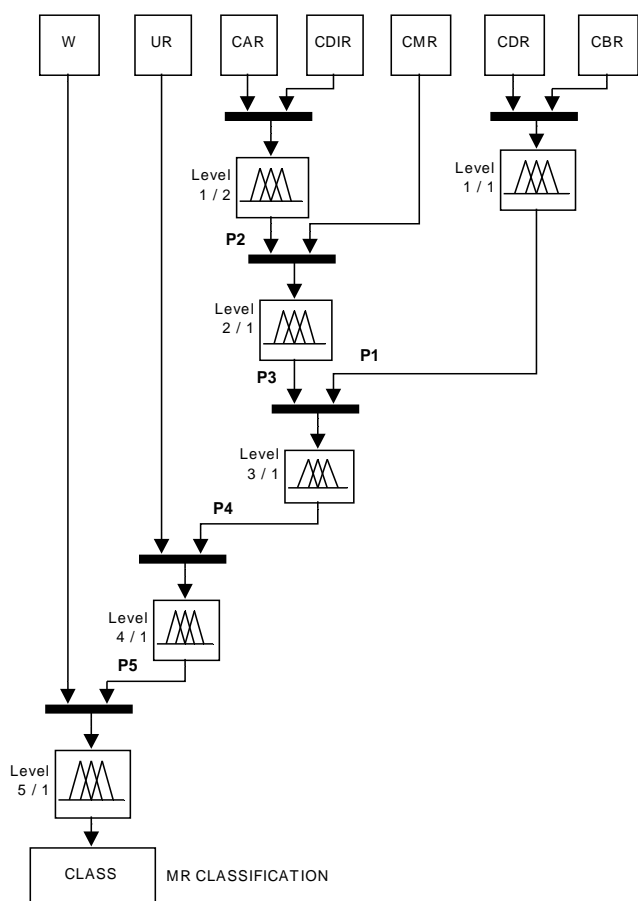 W
UR
CAR
CDIR
CMR
CDR
CBR
Level
1 / 2
Level
1 / 1
P2
Level
2 / 1
P3
P1
Level
3 / 1
P4
Level
4 / 1
P5
Level
5 / 1
CLASS
MR CLASSIFICATION